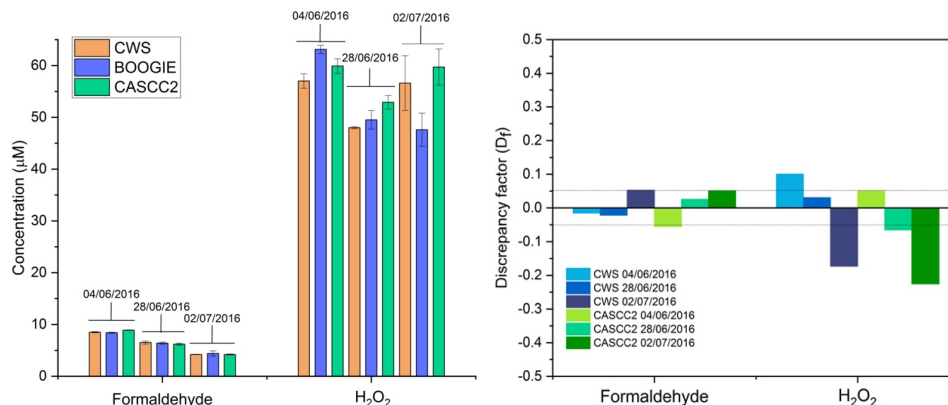 CWS
BOOGIE
CASCC2
04/06/2016
28/06/2016
02/07/2016
04/06/2016
28/06/2016
02/07/2016
60
50
40
30
20
10
0
Concentration (μM)
Formaldehyde
H₂O₂
0.5
0.4
0.3
0.2
0.1
0.0
-0.1
-0.2
-0.3
-0.4
-0.5
Discrepancy factor (Df)
CWS 04/06/2016
CWS 28/06/2016
CWS 02/07/2016
CASCC2 04/06/2016
CASCC2 28/06/2016
CASCC2 02/07/2016
Formaldehyde
H₂O₂